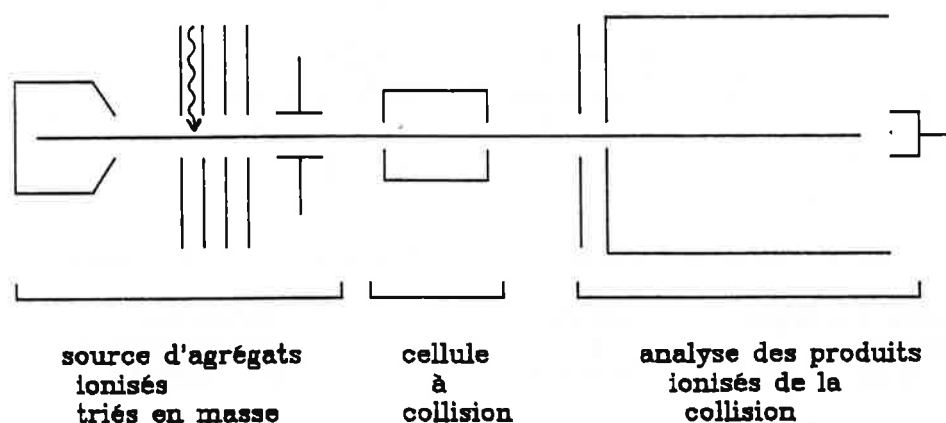 source d'agrégats
ionisés
triés en masse
cellule
à
collision
analyse des produits
ionisés de la
collision